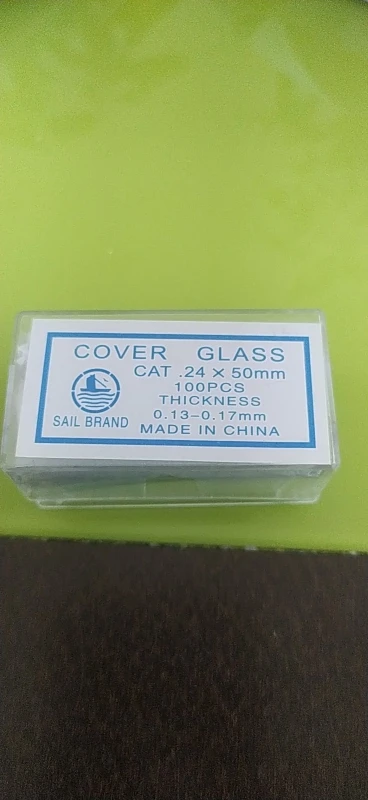 COVER GLASS
CAT .24 × 50mm
100PCS
THICKNESS
0.13-0.17mm
MADE IN CHINA
SAIL BRAND